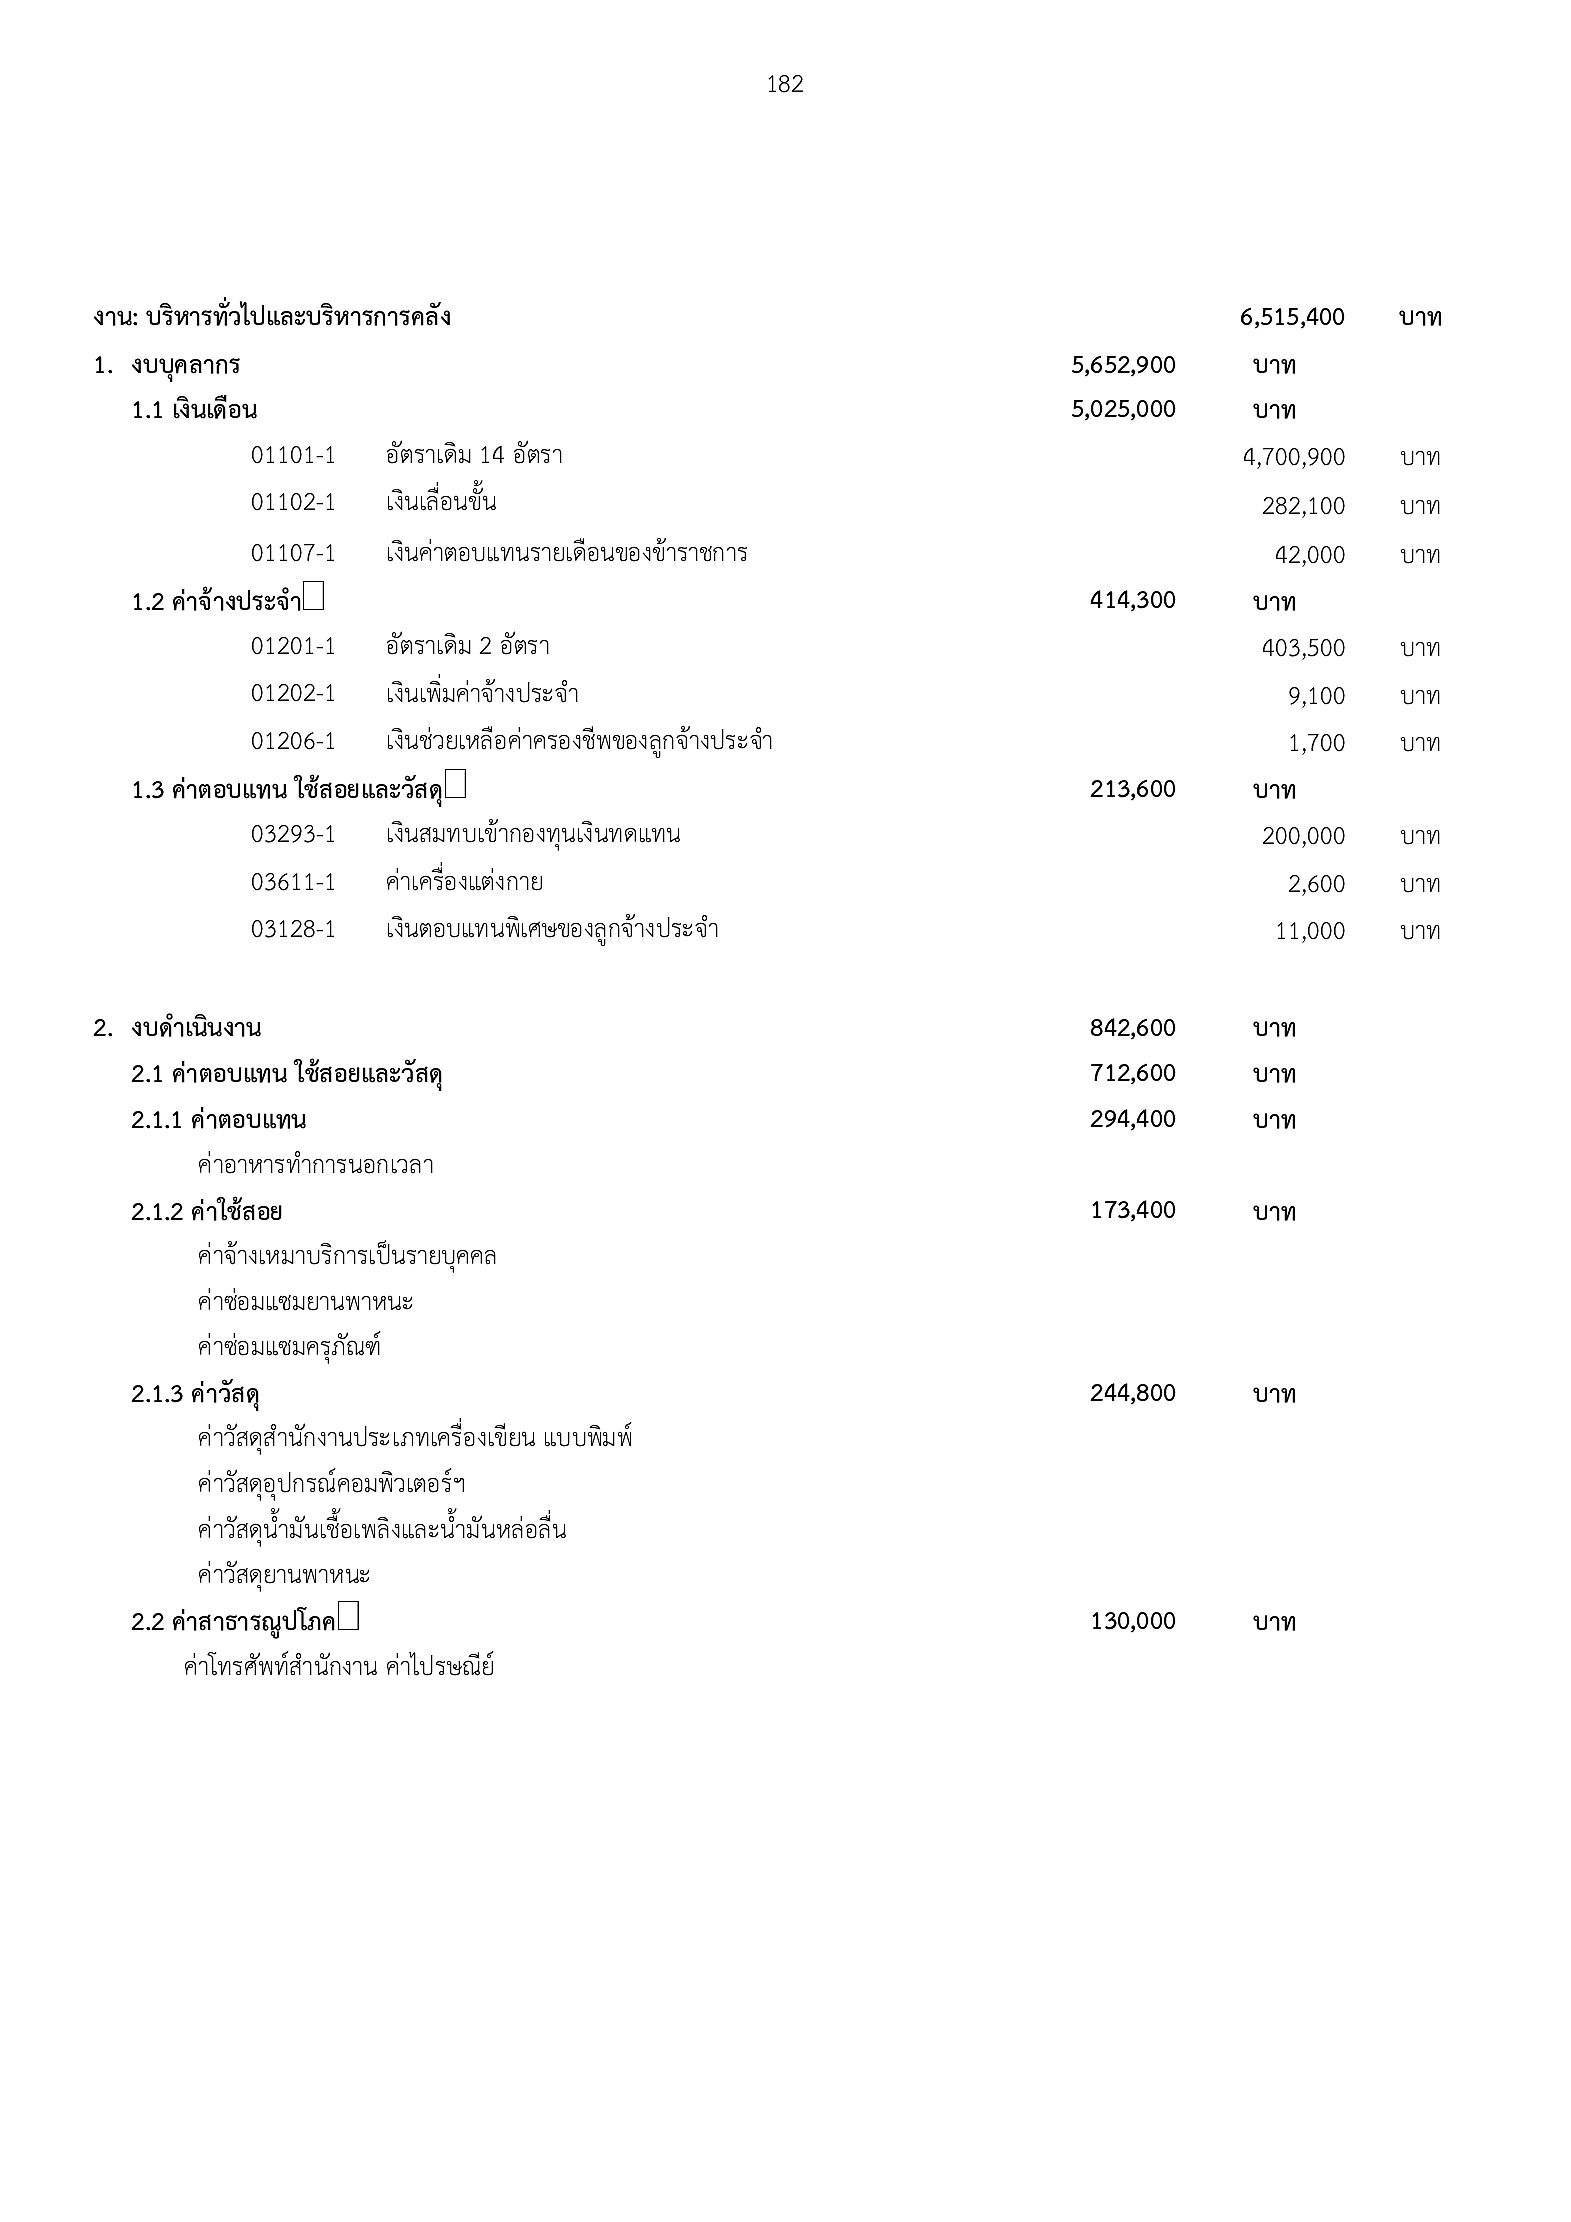 182
งาน: บริหารทั่วไปและบริหารการคลัง 6,515,400 บาท
1. งบบุคลากร 5,652,900 บาท
1.1 เงินเดือน 5,025,000 บาท
01101-1 อัตราเดิม 14 อัตรา 4,700,900 บาท
01102-1 เงินเลื่อนขั้น 282,100 บาท
01107-1 เงินค่าตอบแทนรายเดือนของข้าราชการ 42,000 บาท
1.2 ค่าจ้างประจำ 414,300 บาท
01201-1 อัตราเดิม 2 อัตรา 403,500 บาท
01202-1 เงินเพิ่มค่าจ้างประจำ 9,100 บาท
01206-1 เงินช่วยเหลือค่าครองชีพของลูกจ้างประจำ 1,700 บาท
1.3 ค่าตอบแทน ใช้สอยและวัสดุ 213,600 บาท
03293-1 เงินสมทบเข้ากองทุนเงินทดแทน 200,000 บาท
03611-1 ค่าเครื่องแต่งกาย 2,600 บาท
03128-1 เงินตอบแทนพิเศษของลูกจ้างประจำ 11,000 บาท
2. งบดำเนินงาน 842,600 บาท
2.1 ค่าตอบแทน ใช้สอยและวัสดุ 712,600 บาท
2.1.1 ค่าตอบแทน 294,400 บาท
ค่าอาหารทำการนอกเวลา
2.1.2 ค่าใช้สอย 173,400 บาท
ค่าจ้างเหมาบริการเป็นรายบุคคล
ค่าซ่อมแซมยานพาหนะ
ค่าซ่อมแซมครุภัณฑ์
2.1.3 ค่าวัสดุ 244,800 บาท
ค่าวัสดุสำนักงานประเภทเครื่องเขียน แบบพิมพ์
ค่าวัสดุอุปกรณ์คอมพิวเตอร์ฯ
ค่าวัสดุน้ำมันเชื้อเพลิงและน้ำมันหล่อลื่น
ค่าวัสดุยานพาหนะ
2.2 ค่าสาธารณูปโภค 130,000 บาท
ค่าโทรศัพท์สำนักงาน ค่าไปรษณีย์